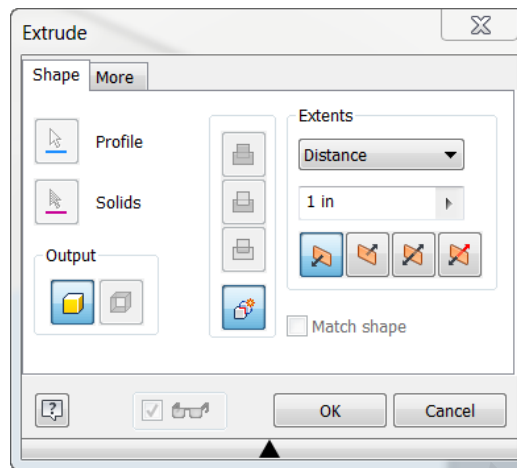 Extrude
Shape More
Profile
Solids
Output
Extents
Distance
1 in
Match shape
?
OK Cancel